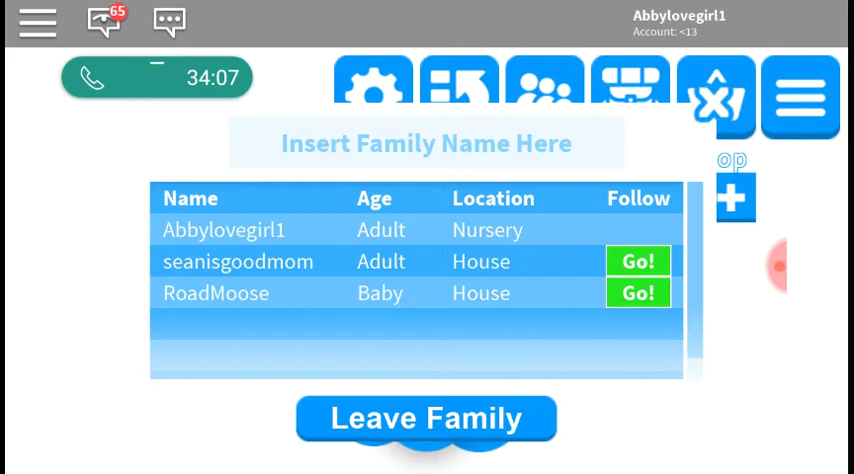 65
Abbylovegirl1
Account: <13
34:07
Insert Family Name Here
op
Name Age Location Follow
Abbylovegirl1 Adult Nursery
seanisgoodmom Adult House Go!
RoadMoose Baby House Go!
Leave Family